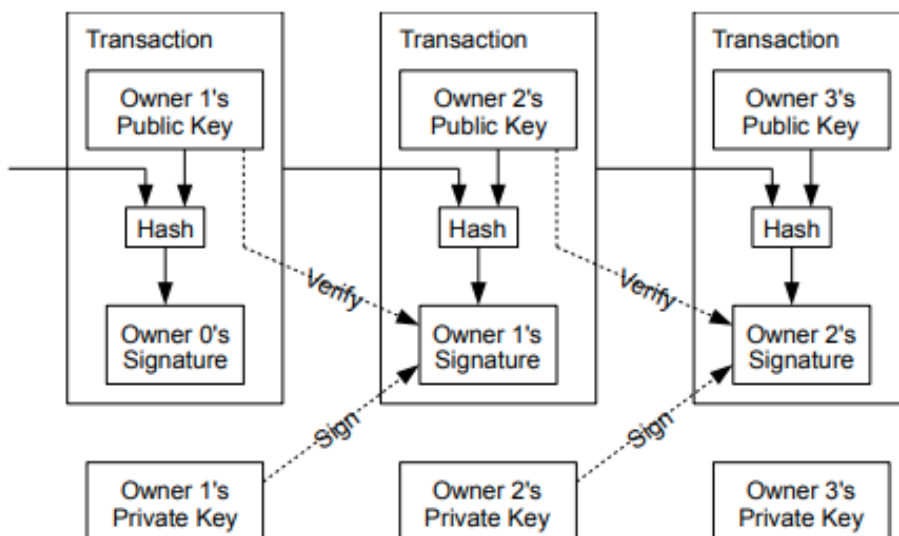 Transaction
Transaction
Transaction
Owner 1's
Public Key
Owner 2's
Public Key
Owner 3's
Public Key
Hash
Hash
Hash
Verify
Verify
Owner 0's
Signature
Owner 1's
Signature
Owner 2's
Signature
Sign
Sign
Owner 1's
Private Key
Owner 2's
Private Key
Owner 3's
Private Key